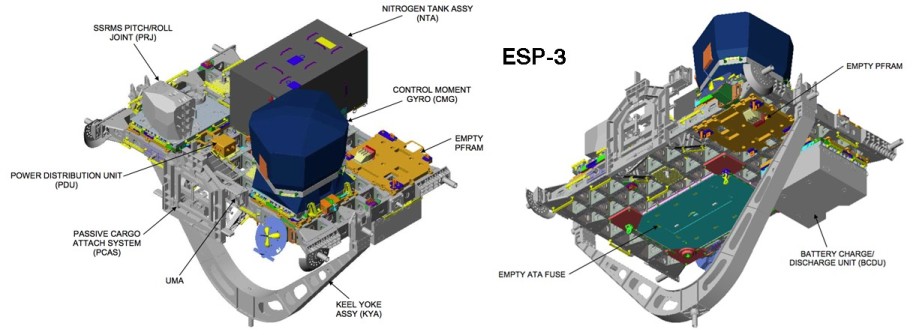 NITROGEN TANK ASSY
(NTA)
SSRMS PITCH/ROLL
JOINT (PRJ)
CONTROL MOMENT
GYRO (CMG)
EMPTY
PFRAM
POWER DISTRIBUTION UNIT
(PDU)
PASSIVE CARGO
ATTACH SYSTEM
(PCAS)
UMA
KEEL YOKE
ASSY (KYA)
ESP-3
EMPTY PFRAM
BATTERY CHARGE/
DISCHARGE UNIT (BCDU)
EMPTY ATA FUSE